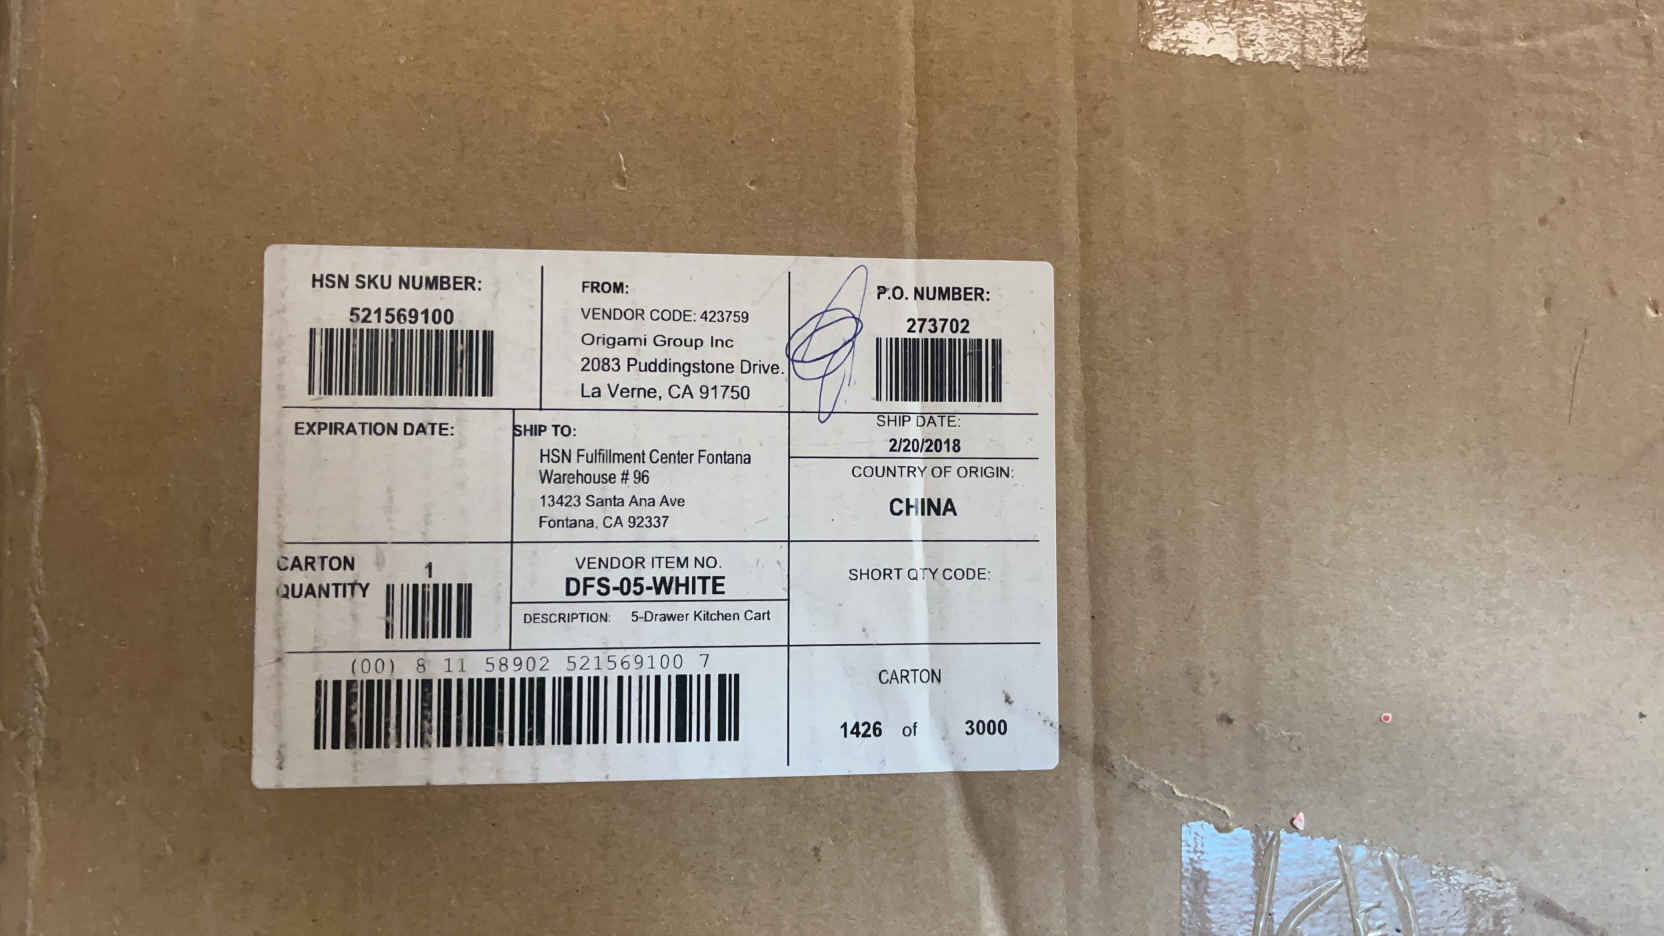 HSN SKU NUMBER:
521569100
FROM:
VENDOR CODE: 423759
Origami Group Inc
2083 Puddingstone Drive.
La Verne, CA 91750
P.O. NUMBER:
273702
EXPIRATION DATE:
SHIP TO:
HSN Fulfillment Center Fontana
Warehouse # 96
13423 Santa Ana Ave
Fontana, CA 92337
SHIP DATE:
2/20/2018
COUNTRY OF ORIGIN:
CHINA
CARTON
QUANTITY
1
VENDOR ITEM NO.
DFS-05-WHITE
DESCRIPTION: 5-Drawer Kitchen Cart
SHORT QTY CODE:
(00) 8 11 58902 521569100 7
CARTON
1426 of 3000